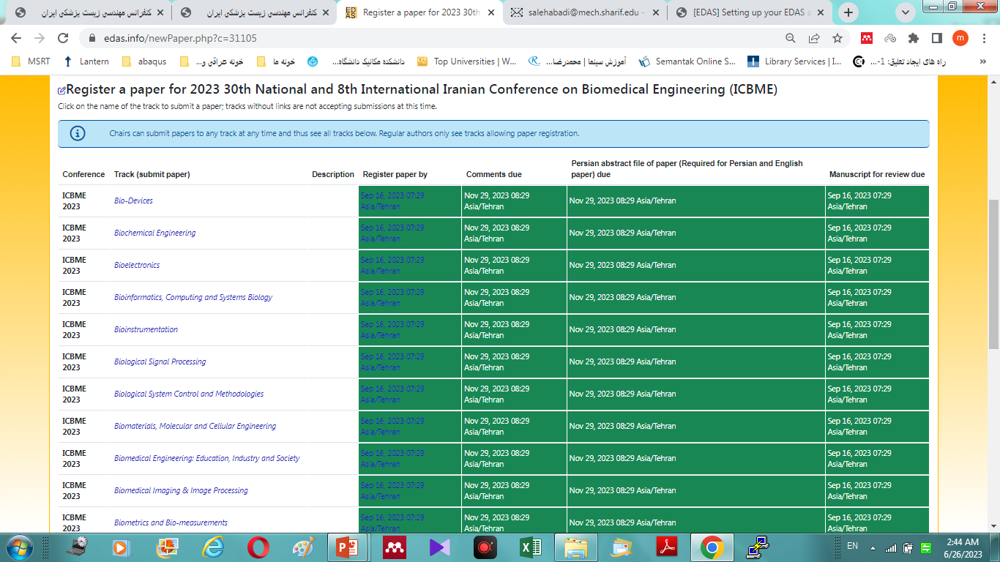 کنفرانس مهندسی زیست پزشکی ایران
کنفرانس مهندسی زیست پزشکی ایران
Register a paper for 2023 30th
salehabadi@mech.sharif.edu -
[EDAS] Setting up your EDAS a
edas.info/newPaper.php?c=31105
m
MSRT
Lantern
abaqus
خونه عراقی و...
خونه ما
دانشکده مکانیک دانشگاه...
Top Universities | W...
آموزش سینما | محمدرضا...
Semantak Online S...
Library Services | I...
راه های ایجاد تعلیق: 1-...
»
Register a paper for 2023 30th National and 8th International Iranian Conference on Biomedical Engineering (ICBME)
Click on the name of the track to submit a paper; tracks without links are not accepting submissions at this time.
Chairs can submit papers to any track at any time and thus see all tracks below. Regular authors only see tracks allowing paper registration.
Conference Track (submit paper) Description Register paper by Comments due Persian abstract file of paper (Required for Persian and English paper) due Manuscript for review due
ICBME 2023 Bio-Devices Sep 16, 2023 07:29 Asia/Tehran Nov 29, 2023 08:29 Asia/Tehran Nov 29, 2023 08:29 Asia/Tehran Sep 16, 2023 07:29 Asia/Tehran
ICBME 2023 Biochemical Engineering Sep 16, 2023 07:29 Asia/Tehran Nov 29, 2023 08:29 Asia/Tehran Nov 29, 2023 08:29 Asia/Tehran Sep 16, 2023 07:29 Asia/Tehran
ICBME 2023 Bioelectronics Sep 16, 2023 07:29 Asia/Tehran Nov 29, 2023 08:29 Asia/Tehran Nov 29, 2023 08:29 Asia/Tehran Sep 16, 2023 07:29 Asia/Tehran
ICBME 2023 Bioinformatics, Computing and Systems Biology Sep 16, 2023 07:29 Asia/Tehran Nov 29, 2023 08:29 Asia/Tehran Nov 29, 2023 08:29 Asia/Tehran Sep 16, 2023 07:29 Asia/Tehran
ICBME 2023 Bioinstrumentation Sep 16, 2023 07:29 Asia/Tehran Nov 29, 2023 08:29 Asia/Tehran Nov 29, 2023 08:29 Asia/Tehran Sep 16, 2023 07:29 Asia/Tehran
ICBME 2023 Biological Signal Processing Sep 16, 2023 07:29 Asia/Tehran Nov 29, 2023 08:29 Asia/Tehran Nov 29, 2023 08:29 Asia/Tehran Sep 16, 2023 07:29 Asia/Tehran
ICBME 2023 Biological System Control and Methodologies Sep 16, 2023 07:29 Asia/Tehran Nov 29, 2023 08:29 Asia/Tehran Nov 29, 2023 08:29 Asia/Tehran Sep 16, 2023 07:29 Asia/Tehran
ICBME 2023 Biomaterials, Molecular and Cellular Engineering Sep 16, 2023 07:29 Asia/Tehran Nov 29, 2023 08:29 Asia/Tehran Nov 29, 2023 08:29 Asia/Tehran Sep 16, 2023 07:29 Asia/Tehran
ICBME 2023 Biomedical Engineering: Education, Industry and Society Sep 16, 2023 07:29 Asia/Tehran Nov 29, 2023 08:29 Asia/Tehran Nov 29, 2023 08:29 Asia/Tehran Sep 16, 2023 07:29 Asia/Tehran
ICBME 2023 Biomedical Imaging & Image Processing Sep 16, 2023 07:29 Asia/Tehran Nov 29, 2023 08:29 Asia/Tehran Nov 29, 2023 08:29 Asia/Tehran Sep 16, 2023 07:29 Asia/Tehran
ICBME 2023 Biometrics and Bio-measurements Sep 16, 2023 07:29 Asia/Tehran Nov 29, 2023 08:29 Asia/Tehran Nov 29, 2023 08:29 Asia/Tehran Sep 16, 2023 07:29 Asia/Tehran
EN
2:44 AM
6/26/2023